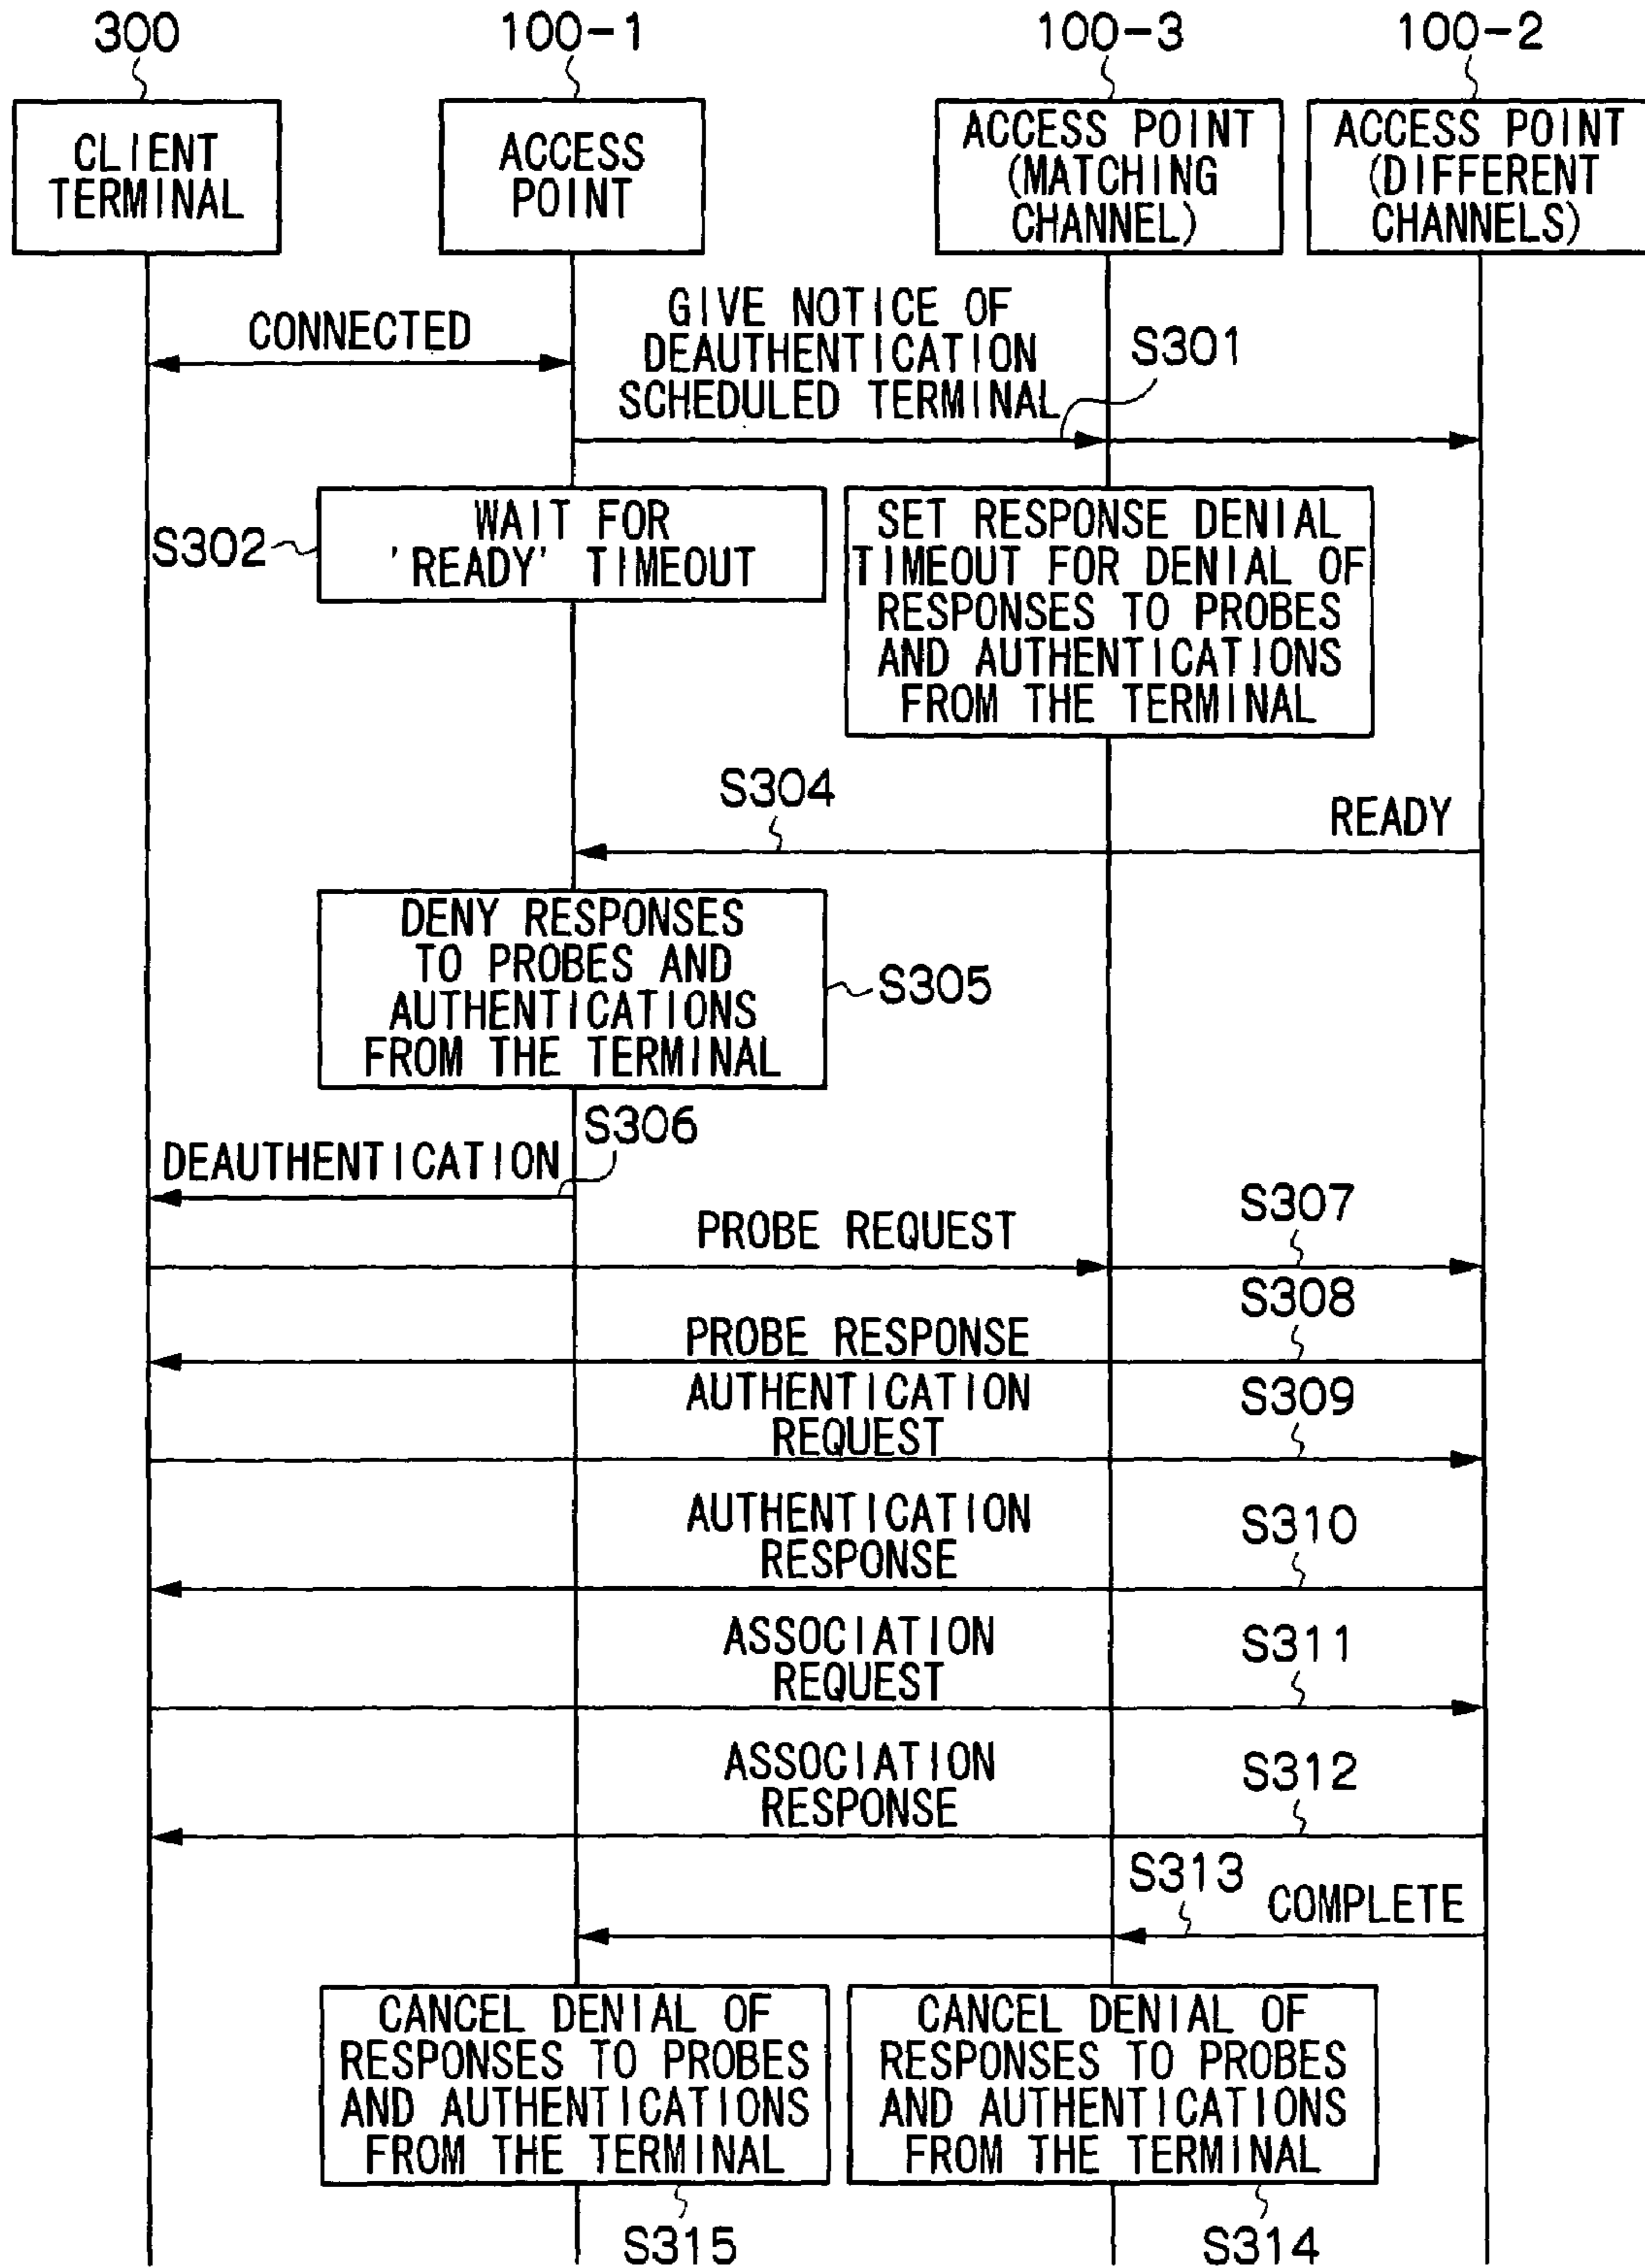 300
100-1
100-3
100-2
CLIENT
TERMINAL
ACCESS
POINT
ACCESS POINT
(MATCHING
CHANNEL)
ACCESS POINT
(DIFFERENT
CHANNELS)
CONNECTED
GIVE NOTICE OF
DEAUTHENTICATION
SCHEDULED TERMINAL
S301
S302
WAIT FOR
'READY' TIMEOUT
SET RESPONSE DENIAL
TIMEOUT FOR DENIAL OF
RESPONSES TO PROBES
AND AUTHENTICATIONS
FROM THE TERMINAL
S304
READY
DENY RESPONSES
TO PROBES AND
AUTHENTICATIONS
FROM THE TERMINAL
S305
S306
DEAUTHENTICATION
PROBE REQUEST
S307
S308
PROBE RESPONSE
AUTHENTICATION
REQUEST
S309
AUTHENTICATION
RESPONSE
S310
ASSOCIATION
REQUEST
S311
ASSOCIATION
RESPONSE
S312
S313
COMPLETE
CANCEL DENIAL OF
RESPONSES TO PROBES
AND AUTHENTICATIONS
FROM THE TERMINAL
S315
CANCEL DENIAL OF
RESPONSES TO PROBES
AND AUTHENTICATIONS
FROM THE TERMINAL
S314